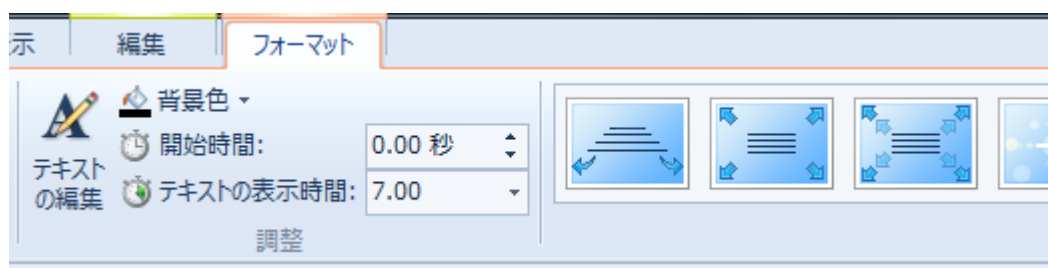 示 編集 フォーマット
背景色
開始時間: 0.00 秒
テキストの表示時間: 7.00
テキスト
の編集
調整